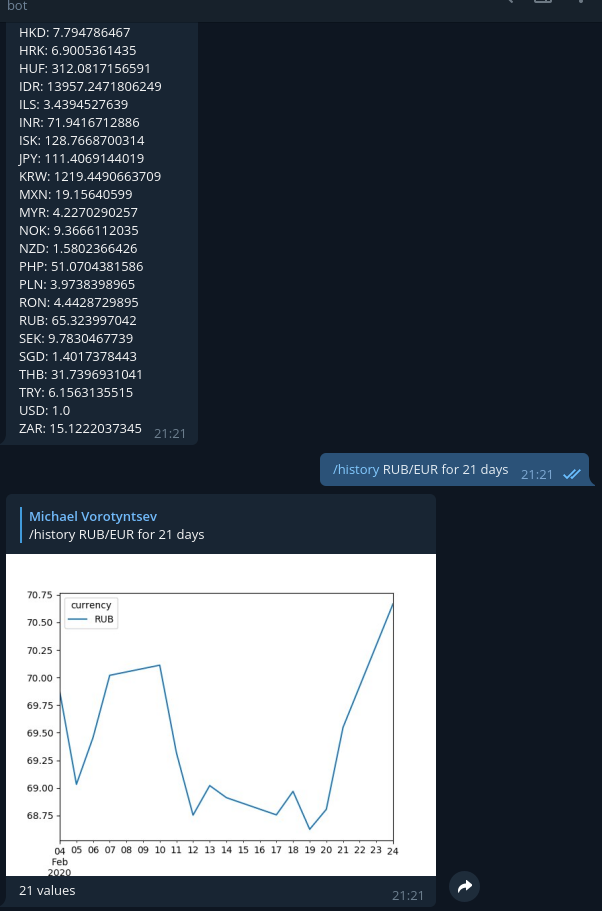 bot
HKD: 7.794786467
HRK: 6.9005361435
HUF: 312.0817156591
IDR: 13957.2471806249
ILS: 3.4394527639
INR: 71.9416712886
ISK: 128.7668700314
JPY: 111.4069144019
KRW: 1219.4490663709
MXN: 19.15640599
MYR: 4.2270290257
NOK: 9.3666112035
NZD: 1.5802366426
PHP: 51.0704381586
PLN: 3.9738398965
RON: 4.4428729895
RUB: 65.323997042
SEK: 9.7830467739
SGD: 1.4017378443
THB: 31.7396931041
TRY: 6.1563135515
USD: 1.0
ZAR: 15.1222037345 21:21
/history RUB/EUR for 21 days 21:21
Michael Vorotyntsev
/history RUB/EUR for 21 days
currency
RUB
70.75
70.50
70.25
70.00
69.75
69.50
69.25
69.00
68.75
04 05 06 07 08 09 10 11 12 13 14 15 16 17 18 19 20 21 22 23 24
Feb
2020
21 values 21:21